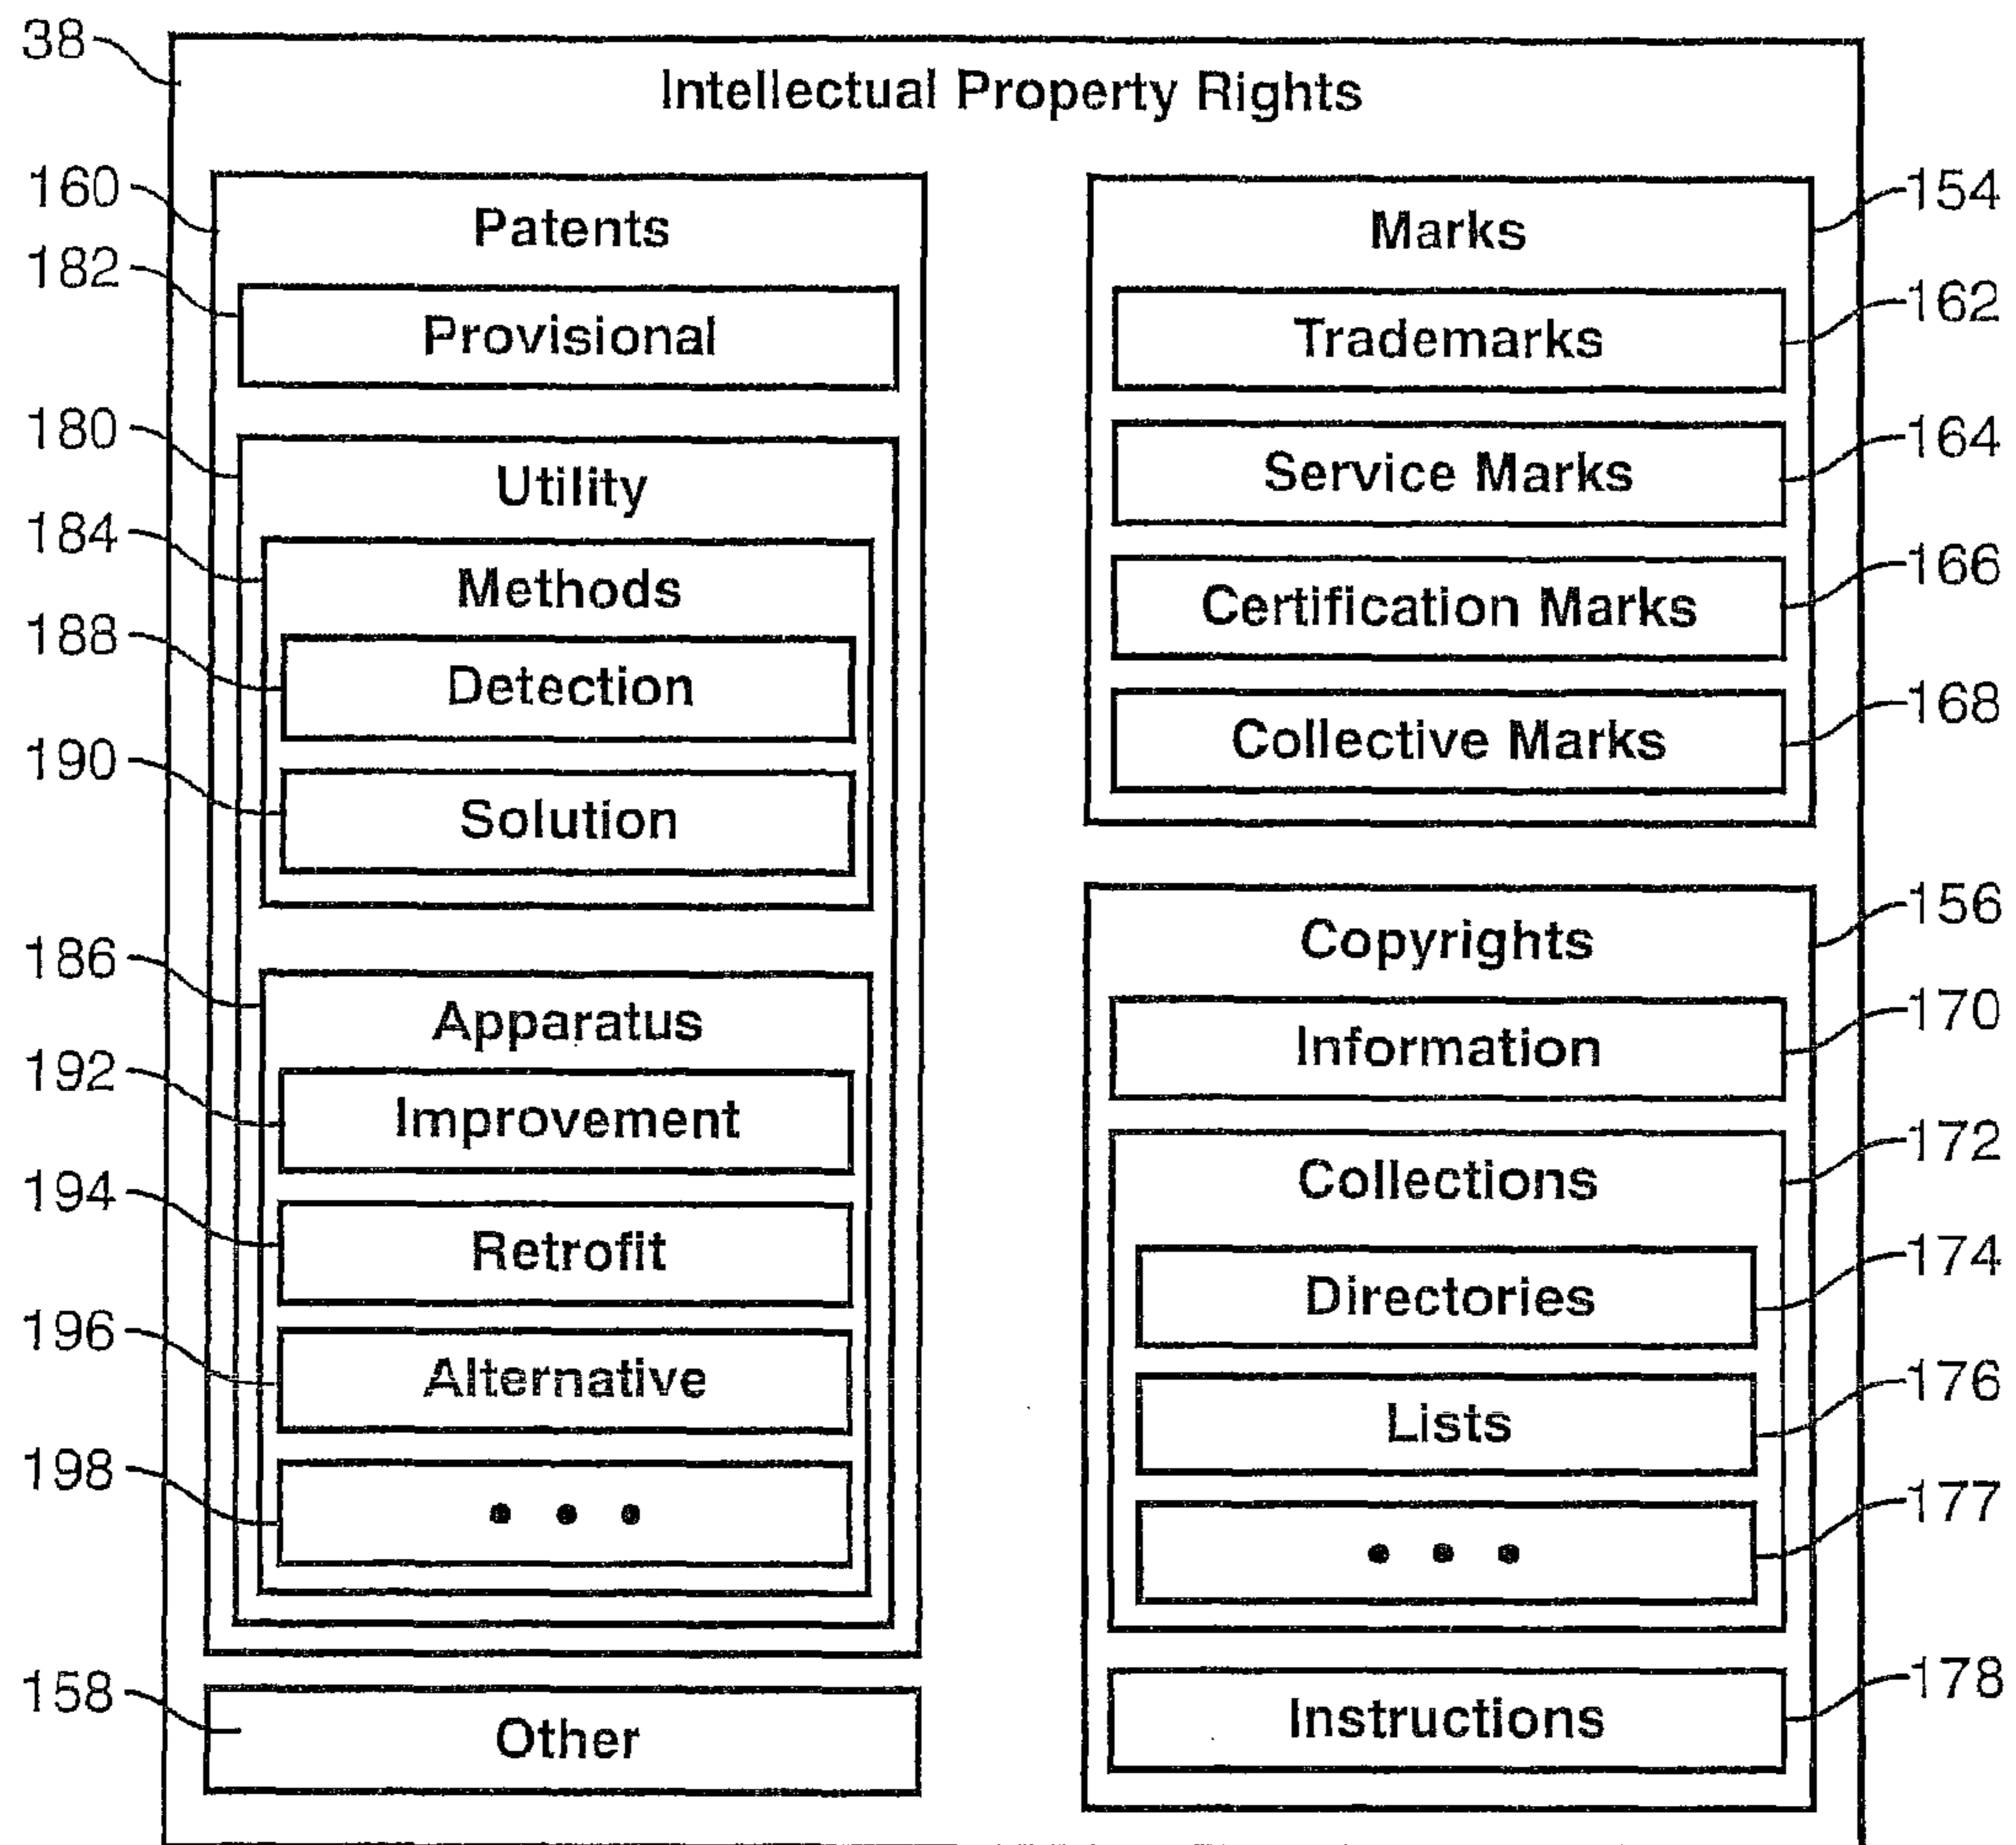 38
Intellectual Property Rights
160
Patents
182
Provisional
180
Utility
184
Methods
188
Detection
190
Solution
186
Apparatus
192
Improvement
194
Retrofit
196
Alternative
198
• • •
158
Other
Marks
154
Trademarks
162
Service Marks
164
Certification Marks
166
Collective Marks
168
Copyrights
156
Information
170
Collections
172
Directories
174
Lists
176
• • •
177
Instructions
178